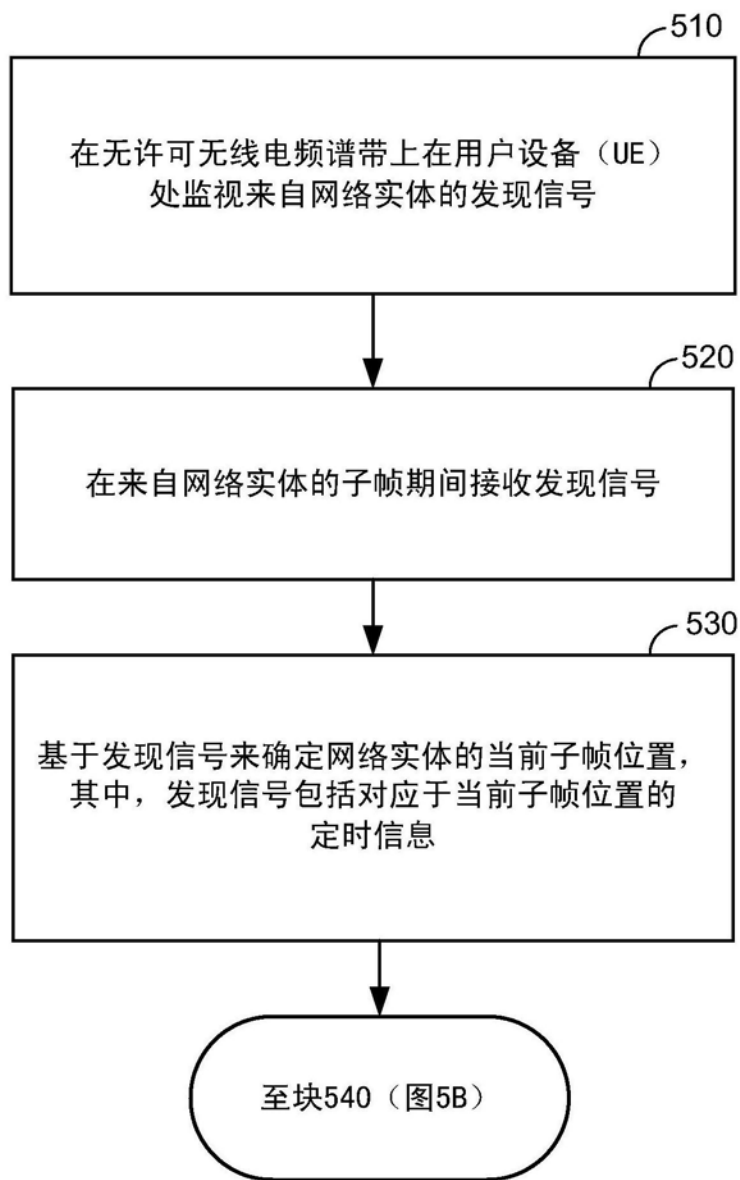 510
在无许可无线电频谱带上在用户设备（UE）
处监视来自网络实体的发现信号
520
在来自网络实体的子帧期间接收发现信号
530
基于发现信号来确定网络实体的当前子帧位置，
其中，发现信号包括对应于当前子帧位置的
定时信息
至块540（图5B）